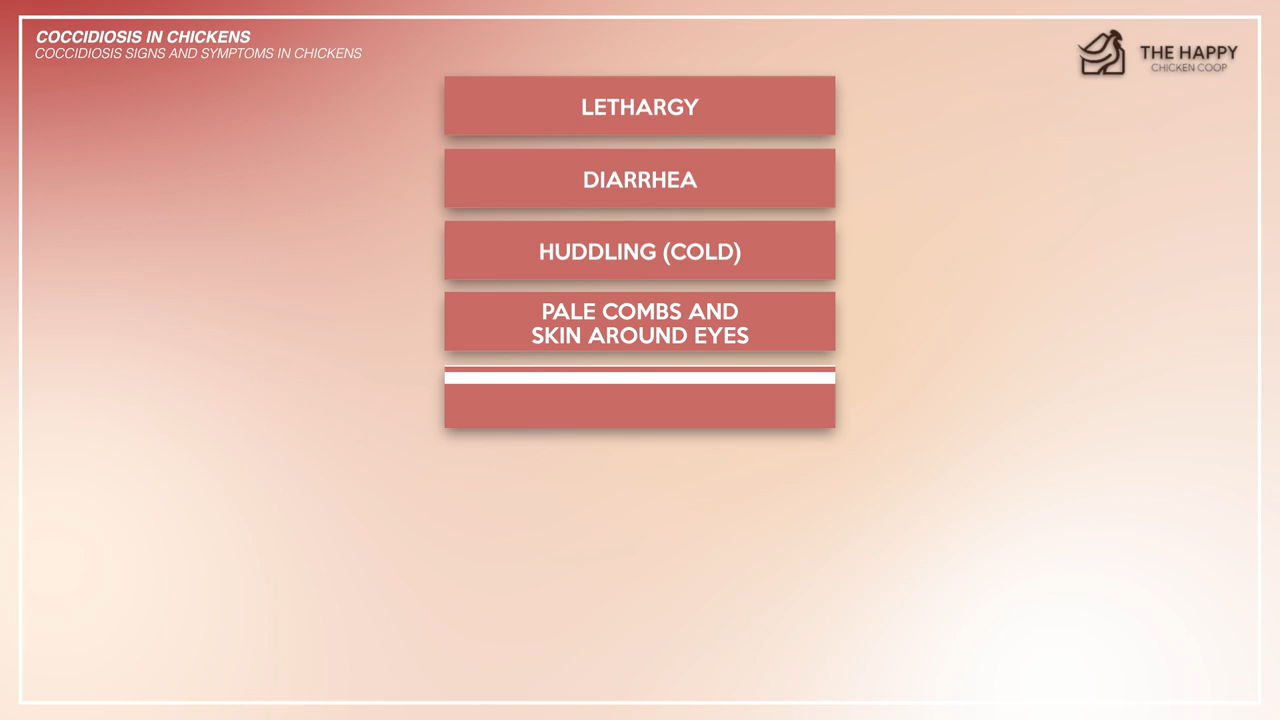 COCCIDIOSIS IN CHICKENS
COCCIDIOSIS SIGNS AND SYMPTOMS IN CHICKENS
THE HAPPY
CHICKEN COOP
LETHARGY
DIARRHEA
HUDDLING (COLD)
PALE COMBS AND
SKIN AROUND EYES